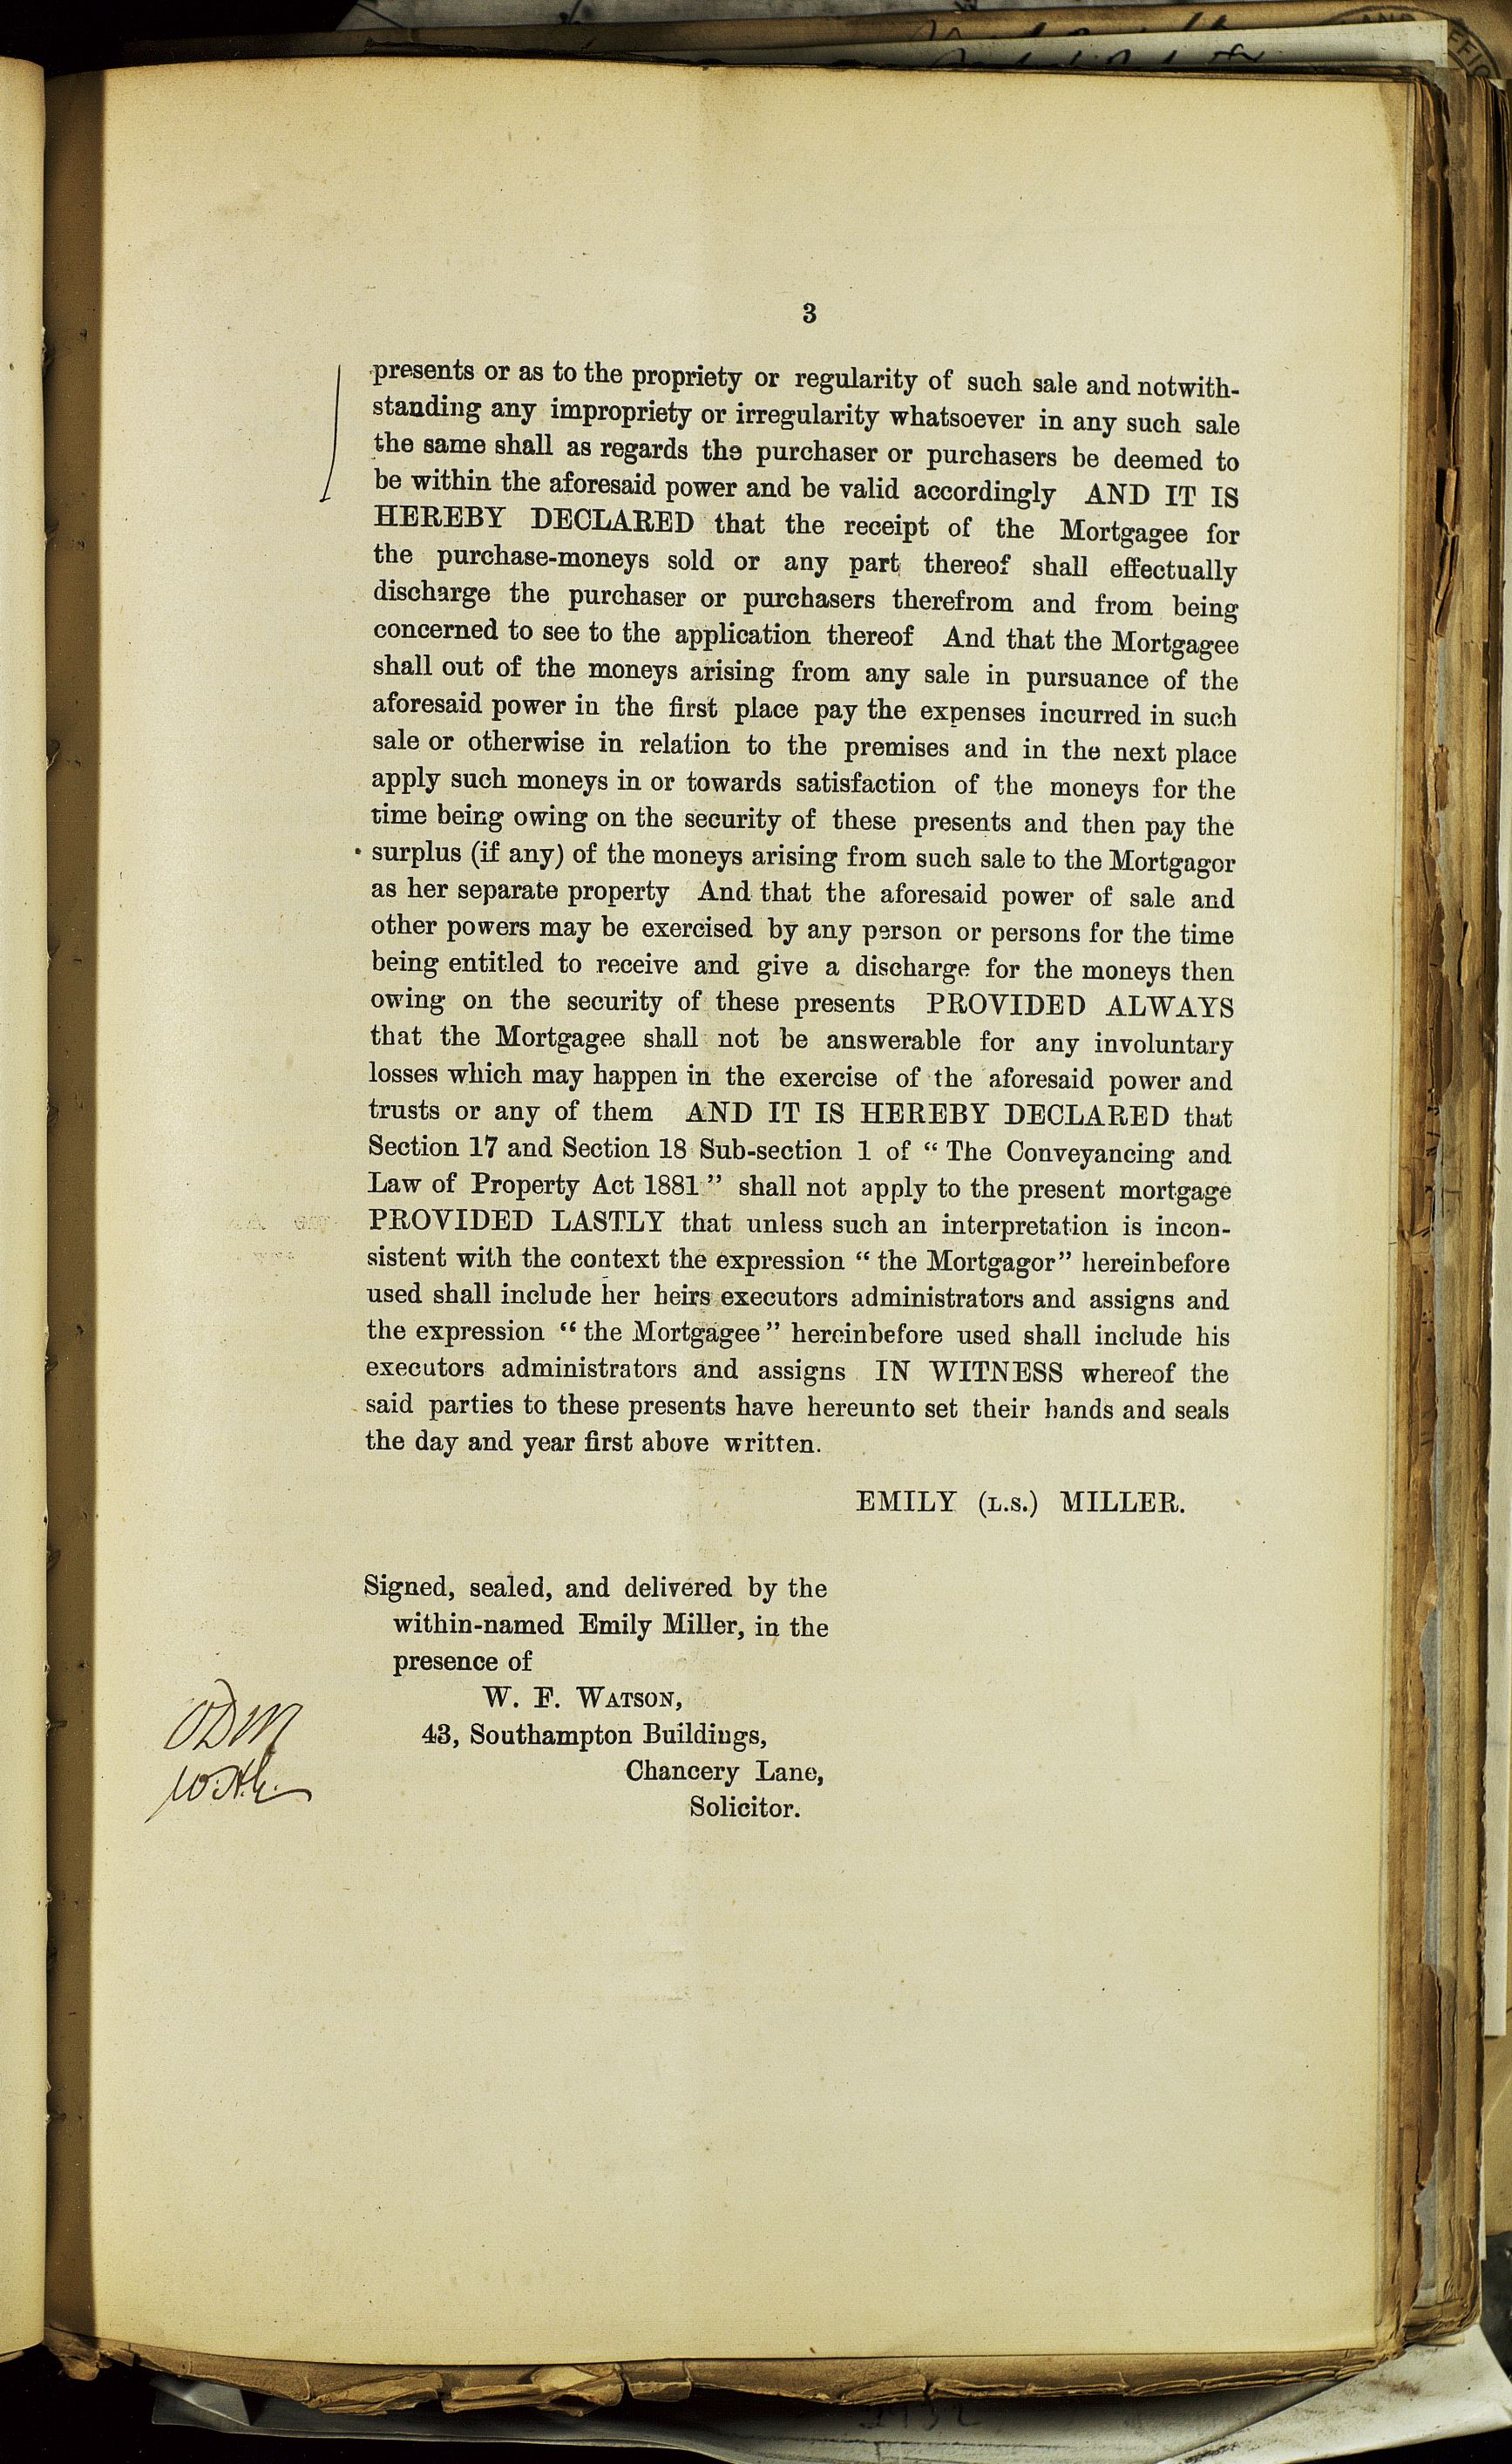 3
presents or as to the propriety or regularity of such sale and notwith-
standing any impropriety or irregularity whatsoever in any such sale
the same shall as regards the purchaser or purchasers be deemed to
be within the aforesaid power and be valid accordingly AND IT IS
HEREBY DECLARED that the receipt of the Mortgagee for
the purchase-moneys sold or any part thereof shall effectually
discharge the purchaser or purchasers therefrom and from being
concerned to see to the application thereof And that the Mortgagee
shall out of the moneys arising from any sale in pursuance of the
aforesaid power in the first place pay the expenses incurred in such
sale or otherwise in relation to the premises and in the next place
apply such moneys in or towards satisfaction of the moneys for the
time being owing on the security of these presents and then pay the
surplus (if any) of the moneys arising from such sale to the Mortgagor
as her separate property And that the aforesaid power of sale and
other powers may be exercised by any person or persons for the time
being entitled to receive and give a discharge for the moneys then
owing on the security of these presents PROVIDED ALWAYS
that the Mortgagee shall not be answerable for any involuntary
losses which may happen in the exercise of the aforesaid power and
trusts or any of them AND IT IS HEREBY DECLARED that
Section 17 and Section 18 Sub-section 1 of “The Conveyancing and
Law of Property Act 1881” shall not apply to the present mortgage
PROVIDED LASTLY that unless such an interpretation is incon-
sistent with the context the expression “the Mortgagor” hereinbefore
used shall include her heirs executors administrators and assigns and
the expression “the Mortgagee” hereinbefore used shall include his
executors administrators and assigns IN WITNESS whereof the
said parties to these presents have hereunto set their hands and seals
the day and year first above written.
EMILY (L.S.) MILLER.
Signed, sealed, and delivered by the
within-named Emily Miller, in the
presence of
W. F. WATSON,
43, Southampton Buildings,
Chancery Lane,
Solicitor.